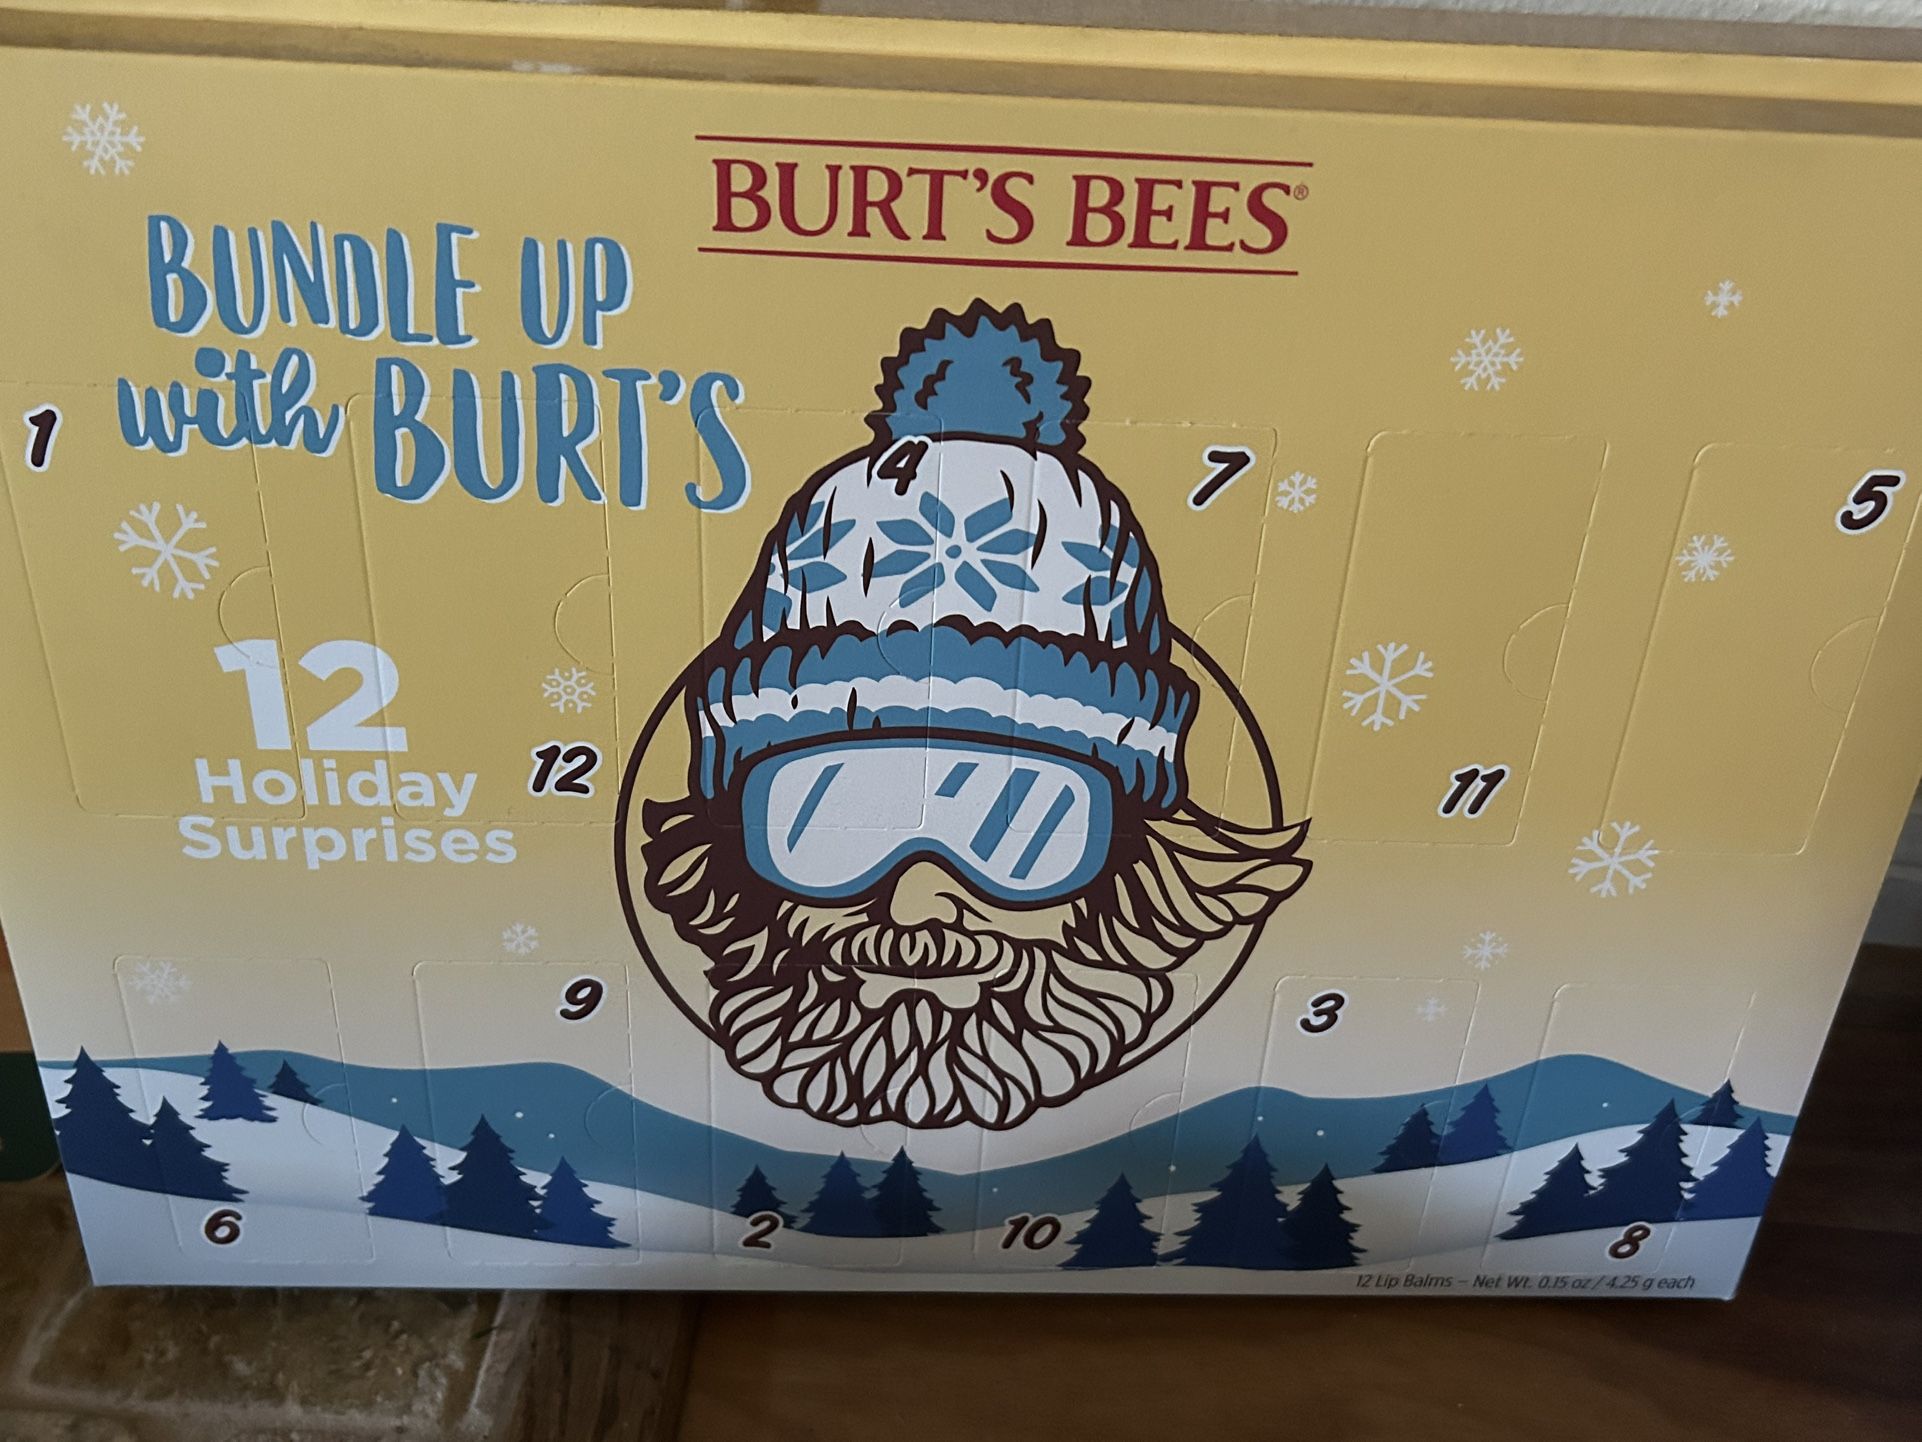 BURT'S BEES®
BUNDLE UP
with BURT'S
1
4
7
5
12
Holiday
Surprises
12
11
9
3
6
2
10
8
12 Lip Balms – Net Wt. 0.15 oz / 4.25 g each